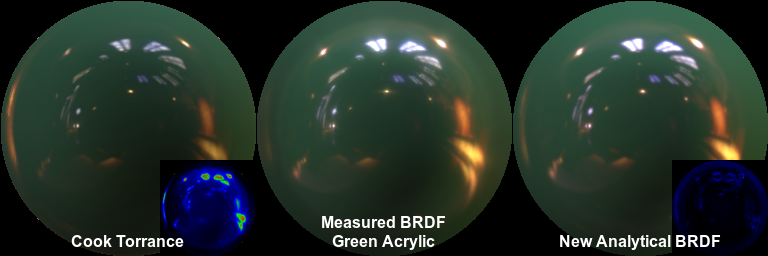 Cook Torrance
Measured BRDF
Green Acrylic
New Analytical BRDF